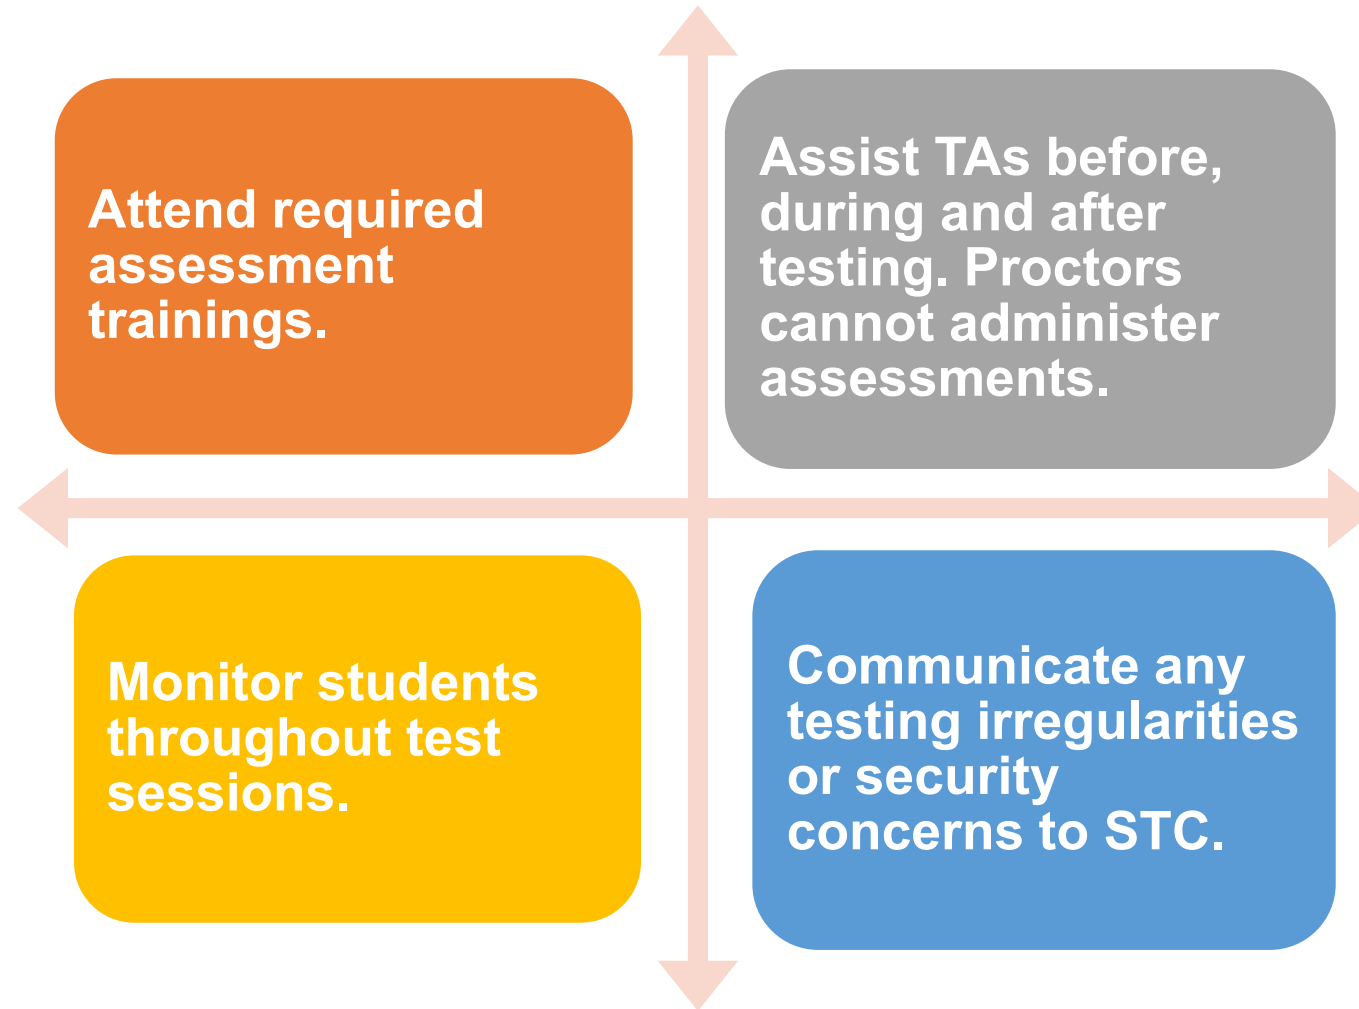 Attend required
assessment
trainings.
Assist TAs before,
during and after
testing. Proctors
cannot administer
assessments.
Monitor students
throughout test
sessions.
Communicate any
testing irregularities
or security
concerns to STC.